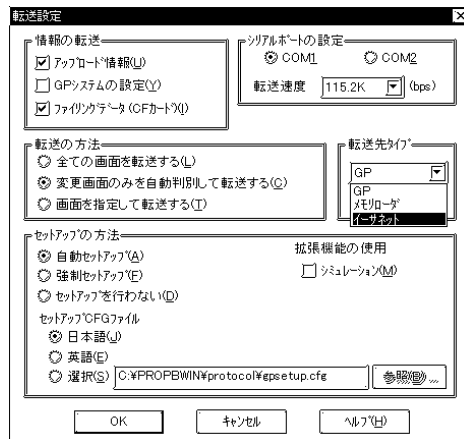 転送設定
情報の転送
アップロード情報(U)
GPシステムの設定(Y)
ファイリングデータ(CFカード)(I)
シリアルポートの設定
COM1 COM2
転送速度 115.2K (bps)
転送の方法
全ての画面を転送する(L)
変更画面のみを自動判別して転送する(C)
画面を指定して転送する(T)
転送先タイプ
GP
GP
メモリローダ
イーサネット
セットアップの方法
自動セットアップ(A)
強制セットアップ(F)
セットアップを行わない(D)
拡張機能の使用
シミュレーション(M)
セットアップCFGファイル
日本語(J)
英語(E)
選択(S) C:¥PROPBWIN¥protocol¥gpsetup.cfg 参照(B) ...
OK キャンセル ヘルプ(H)